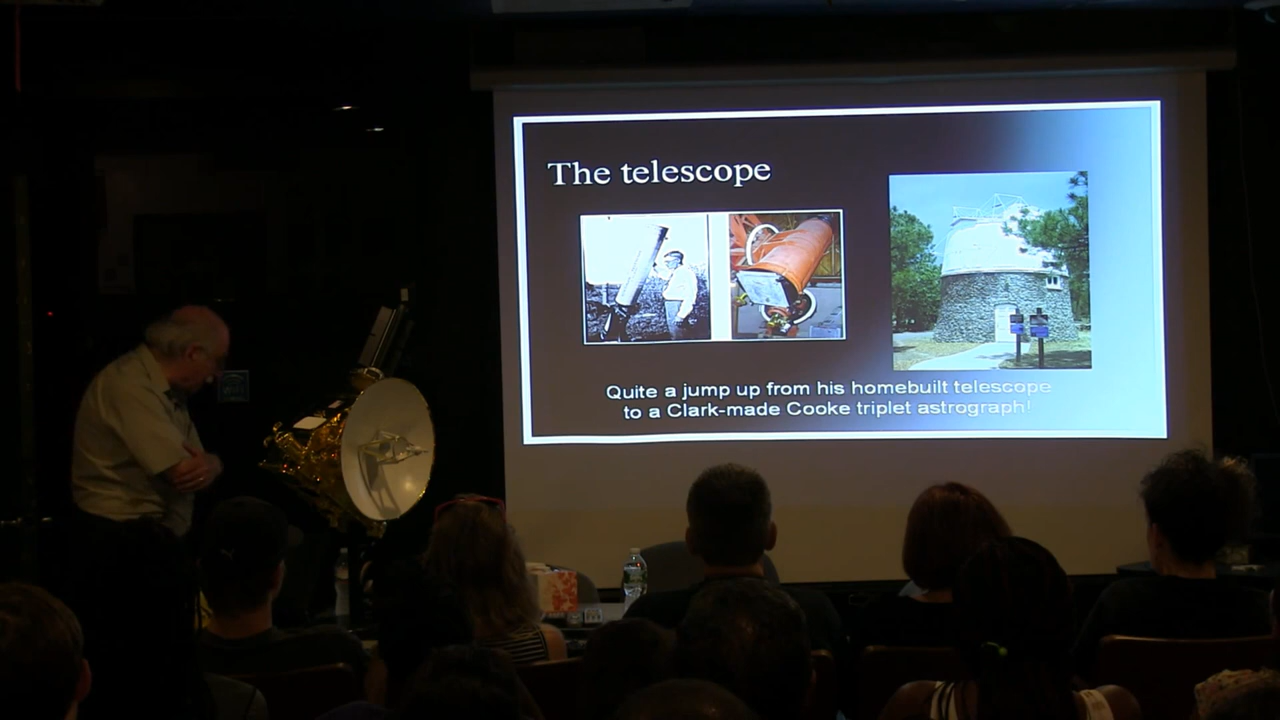 The telescope
Quite a jump up from his homebuilt telescope
to a Clark-made Cooke triplet astrograph!